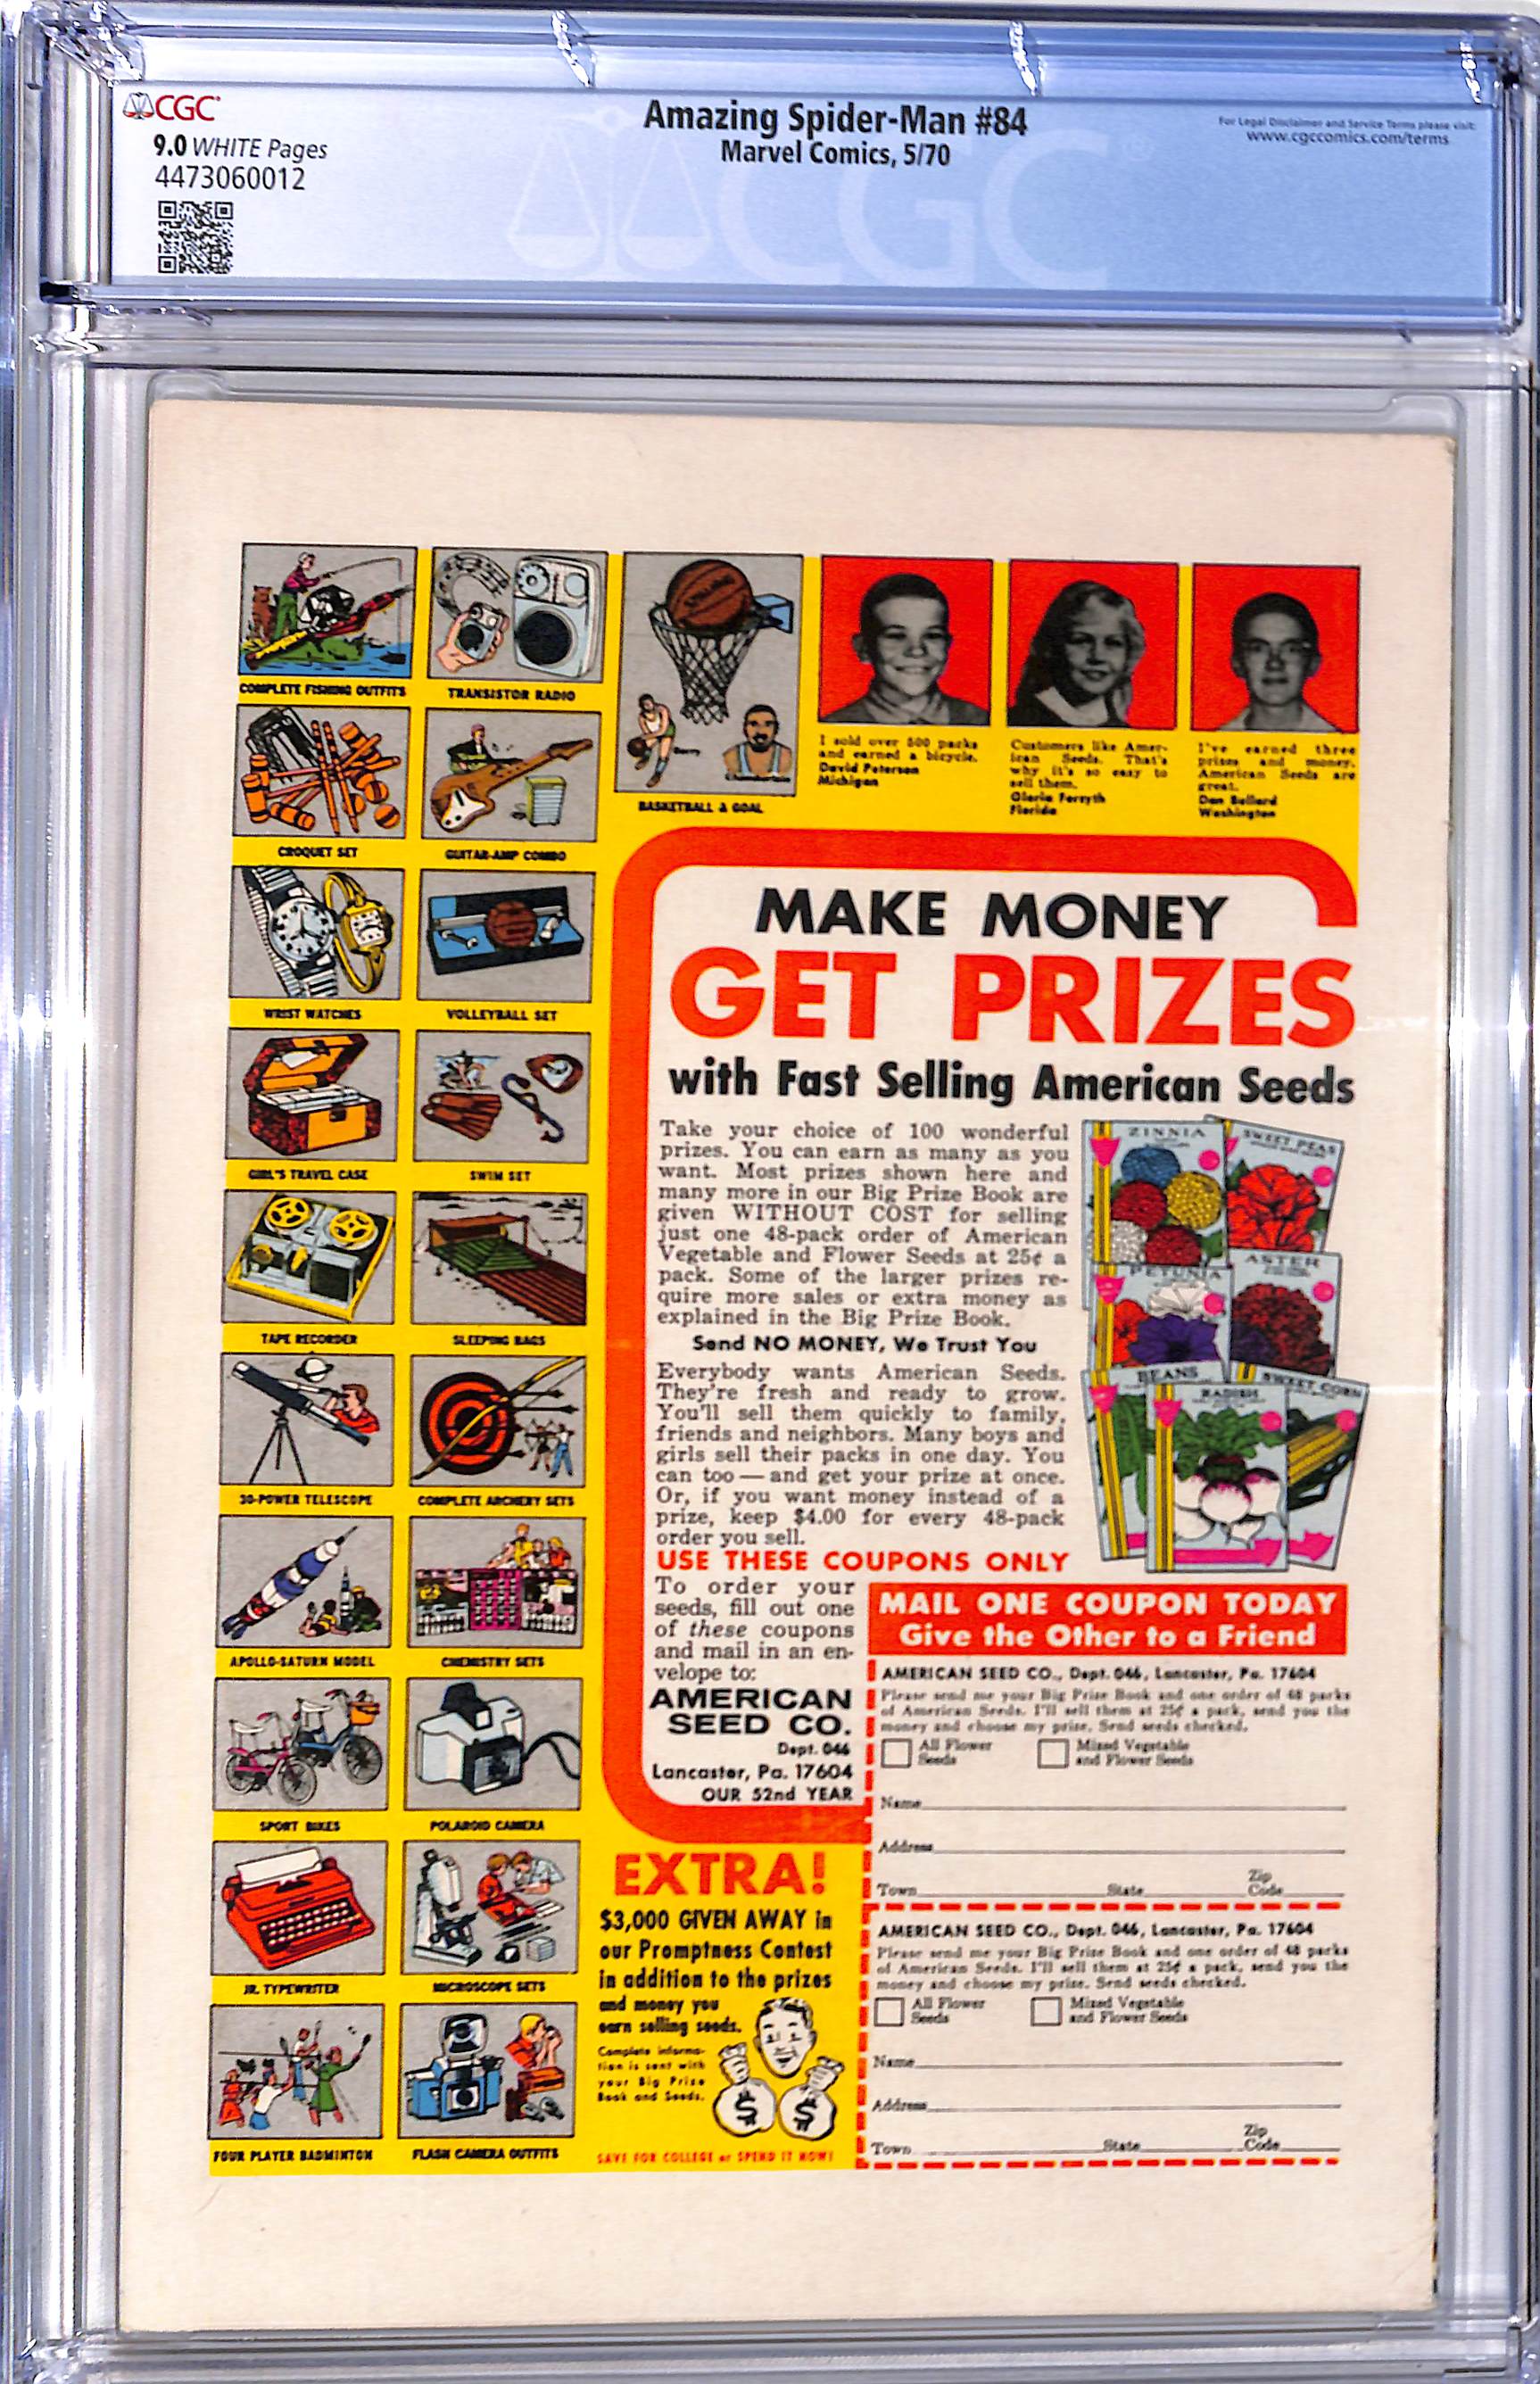 CGC
9.0 WHITE Pages
4473060012
Amazing Spider-Man #84
Marvel Comics, 5/70
For Legal Disclaimer and Service Terms please visit:
www.cgccomics.com/terms
CGC
COMPLETE FISHING OUTFITS
TRANSISTOR RADIO
SPALDING
Barry
Chamberlain
BASKETBALL & GOAL
CROQUET SET
GUITAR-AMP COMBO
WRIST WATCHES
VOLLEYBALL SET
GIRL'S TRAVEL CASE
SWIM SET
TAPE RECORDER
SLEEPING BAGS
30-POWER TELESCOPE
COMPLETE ARCHERY SETS
APOLLO-SATURN MODEL
CHEMISTRY SETS
SPORT BIKES
POLAROID CAMERA
JR. TYPEWRITER
MICROSCOPE SETS
FOUR PLAYER BADMINTON
FLASH CAMERA OUTFITS
I sold over 500 packs
and earned a bicycle.
David Peterson
Michigan
Customers like Amer-
ican Seeds. That's
why it's so easy to
sell them.
Gloria Forsyth
Florida
I've earned three
prizes and money.
American Seeds are
great.
Dan Bollard
Washington
MAKE MONEY
GET PRIZES
with Fast Selling American Seeds
Take your choice of 100 wonderful
prizes. You can earn as many as you
want. Most prizes shown here and
many more in our Big Prize Book are
given WITHOUT COST for selling
just one 48-pack order of American
Vegetable and Flower Seeds at 25¢ a
pack. Some of the larger prizes re-
quire more sales or extra money as
explained in the Big Prize Book.
Send NO MONEY, We Trust You
Everybody wants American Seeds.
They're fresh and ready to grow.
You'll sell them quickly to family,
friends and neighbors. Many boys and
girls sell their packs in one day. You
can too — and get your prize at once.
Or, if you want money instead of a
prize, keep $4.00 for every 48-pack
order you sell.
ZINNIA
SWEET PEAS
PETUNIA
ASTER
BEANS
RADISH
SWEET CORN
USE THESE COUPONS ONLY
To order your
seeds, fill out one
of these coupons
and mail in an en-
velope to:
AMERICAN
SEED CO.
Dept. 046
Lancaster, Pa. 17604
OUR 52nd YEAR
MAIL ONE COUPON TODAY
Give the Other to a Friend
AMERICAN SEED CO., Dept. 046, Lancaster, Pa. 17604
Please send me your Big Prize Book and one order of 48 packs
of American Seeds. I'll sell them at 25¢ a pack, send you the
money and choose my prize. Send seeds checked.
All Flower
Seeds
Mixed Vegetable
and Flower Seeds
Name
Address
Town State Zip Code
AMERICAN SEED CO., Dept. 046, Lancaster, Pa. 17604
Please send me your Big Prize Book and one order of 48 packs
of American Seeds. I'll sell them at 25¢ a pack, send you the
money and choose my prize. Send seeds checked.
All Flower
Seeds
Mixed Vegetable
and Flower Seeds
Name
Address
Town State Zip Code
EXTRA!
$3,000 GIVEN AWAY in
our Promptness Contest
in addition to the prizes
and money you
earn selling seeds.
Complete informa-
tion is sent with
your Big Prize
Book and Seeds.
$ $
SAVE FOR COLLEGE or SPEND IT NOW!